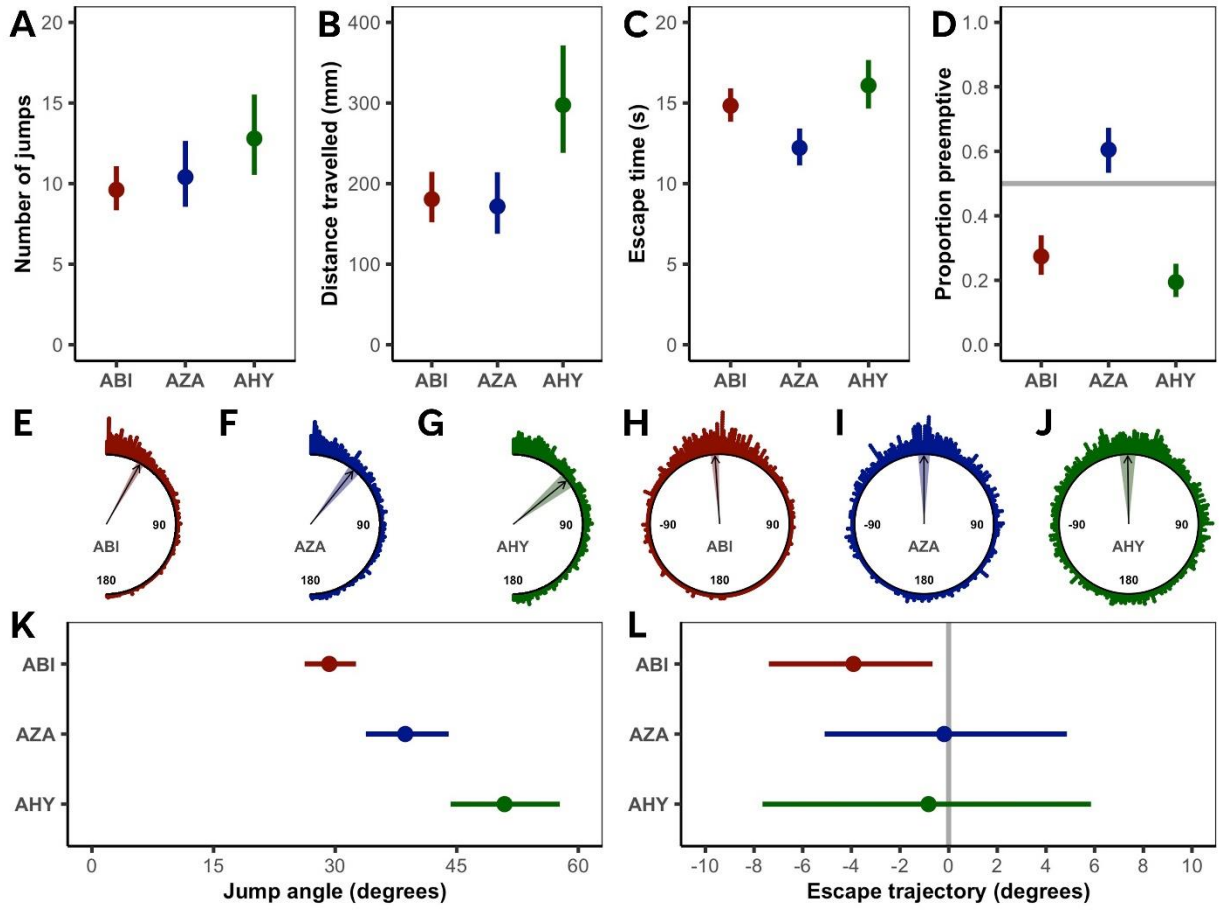 A B C D
20 400 20 1.0
15 300 15 0.8
10 200 10 0.6
5 100 5 0.4
0 0 0 0.2
0.0
Number of jumps
Distance travelled (mm)
Escape time (s)
Proportion preemptive
ABI AZA AHY ABI AZA AHY ABI AZA AHY ABI AZA AHY
E F G H I J
90 90 90 -90 90 -90 90 -90 90
ABI AZA AHY ABI AZA AHY
180 180 180 180 180 180
K
ABI
AZA
AHY
0 15 30 45 60
Jump angle (degrees)
L
ABI
AZA
AHY
-10 -8 -6 -4 -2 0 2 4 6 8 10
Escape trajectory (degrees)